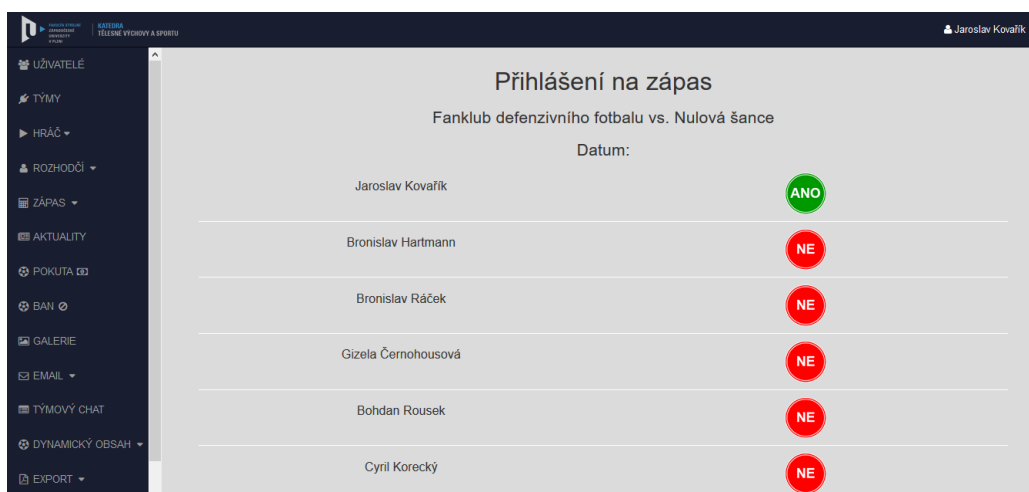 KATEDRA
TĚLESNÉ VÝCHOVY A SPORTU
Jaroslav Kovařík
UŽIVATELÉ
TÝMY
HRÁČ
ROZHODČÍ
ZÁPAS
AKTUALITY
POKUTA
BAN
GALERIE
EMAIL
TÝMOVÝ CHAT
DYNAMICKÝ OBSAH
EXPORT
Přihlášení na zápas
Fanklub defenzivního fotbalu vs. Nulová šance
Datum:
Jaroslav Kovařík ANO
Bronislav Hartmann NE
Bronislav Ráček NE
Gizela Černohousová NE
Bohdan Rousek NE
Cyril Korecký NE